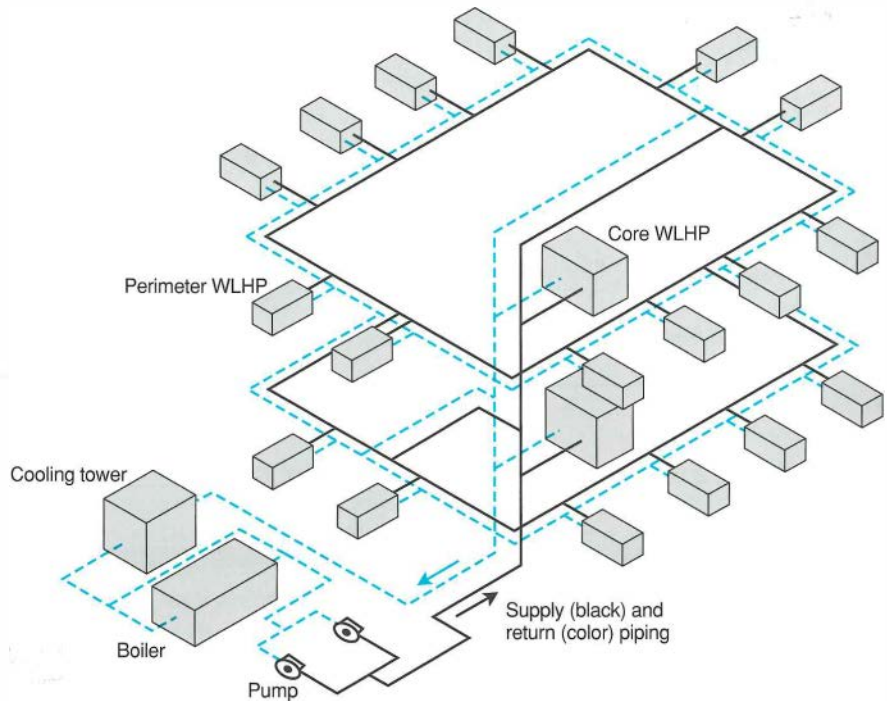 Core WLHP
Perimeter WLHP
Cooling tower
Supply (black) and
return (color) piping
Boiler
Pump